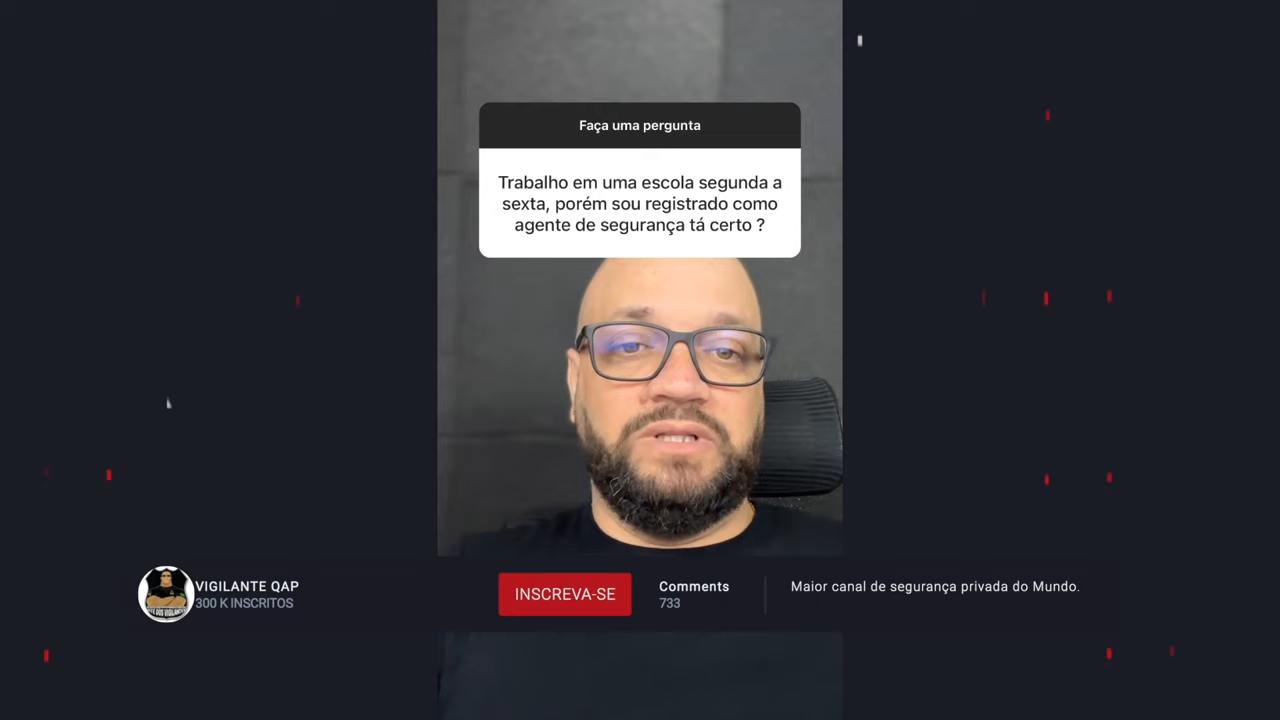 Faça uma pergunta
Trabalho em uma escola segunda a
sexta, porém sou registrado como
agente de segurança tá certo ?
VIGILANTE QAP
300 K INSCRITOS
INSCREVA-SE
Comments
733
Maior canal de segurança privada do Mundo.